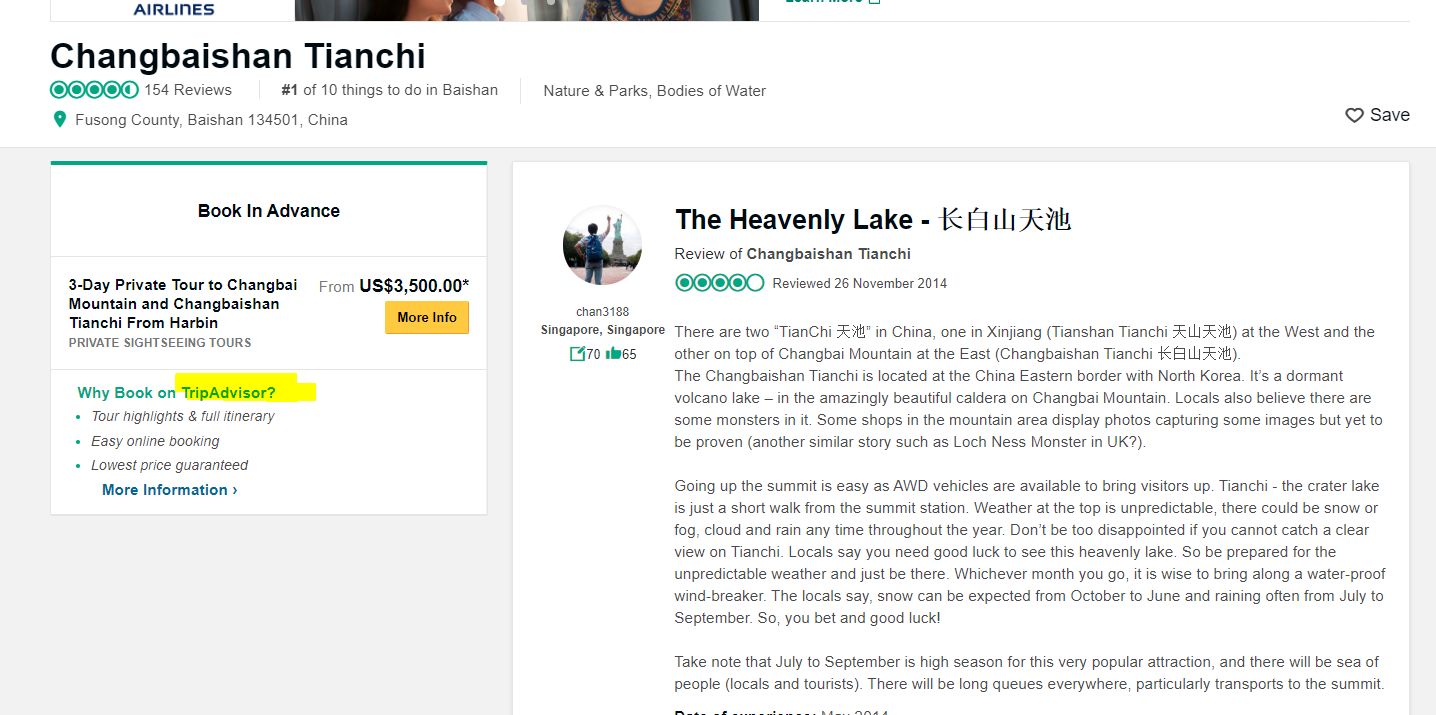 AIRLINES
Changbaishan Tianchi
154 Reviews
#1 of 10 things to do in Baishan
Nature & Parks, Bodies of Water
Fusong County, Baishan 134501, China
Save
Book In Advance
3-Day Private Tour to Changbai
Mountain and Changbaishan
Tianchi From Harbin
PRIVATE SIGHTSEEING TOURS
From US$3,500.00*
More Info
Why Book on TripAdvisor?
• Tour highlights & full itinerary
• Easy online booking
• Lowest price guaranteed
More Information ›
chan3188
Singapore, Singapore
70 65
The Heavenly Lake - 长白山天池
Review of Changbaishan Tianchi
Reviewed 26 November 2014
There are two “TianChi 天池” in China, one in Xinjiang (Tianshan Tianchi 天山天池) at the West and the
other on top of Changbai Mountain at the East (Changbaishan Tianchi 长白山天池).
The Changbaishan Tianchi is located at the China Eastern border with North Korea. It’s a dormant
volcano lake – in the amazingly beautiful caldera on Changbai Mountain. Locals also believe there are
some monsters in it. Some shops in the mountain area display photos capturing some images but yet to
be proven (another similar story such as Loch Ness Monster in UK?).
Going up the summit is easy as AWD vehicles are available to bring visitors up. Tianchi - the crater lake
is just a short walk from the summit station. Weather at the top is unpredictable, there could be snow or
fog, cloud and rain any time throughout the year. Don’t be too disappointed if you cannot catch a clear
view on Tianchi. Locals say you need good luck to see this heavenly lake. So be prepared for the
unpredictable weather and just be there. Whichever month you go, it is wise to bring along a water-proof
wind-breaker. The locals say, snow can be expected from October to June and raining often from July to
September. So, you bet and good luck!
Take note that July to September is high season for this very popular attraction, and there will be sea of
people (locals and tourists). There will be long queues everywhere, particularly transports to the summit.
Date of experience: May 2014